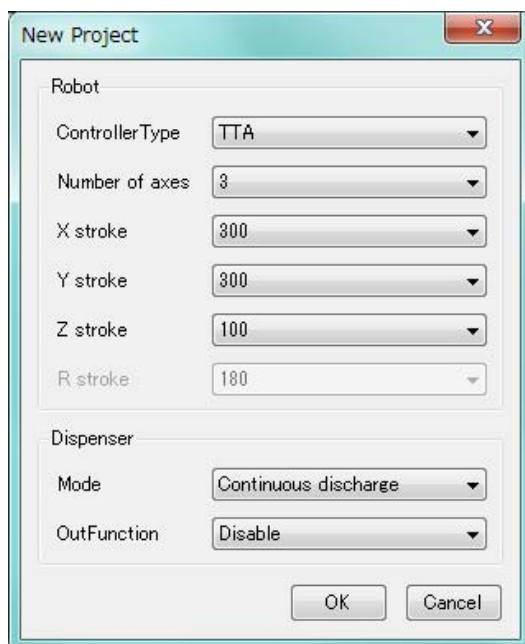 New Project
Robot
ControllerType TTA
Number of axes 3
X stroke 300
Y stroke 300
Z stroke 100
R stroke 180
Dispenser
Mode Continuous discharge
OutFunction Disable
OK Cancel